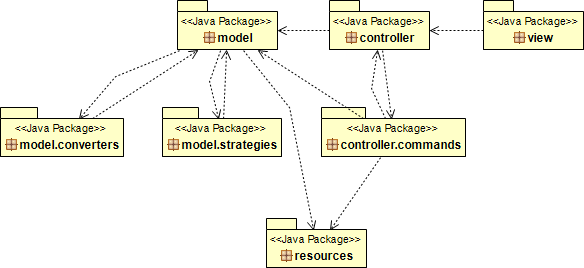 <<Java Package>>
model
<<Java Package>>
controller
<<Java Package>>
view
<<Java Package>>
model.converters
<<Java Package>>
model.strategies
<<Java Package>>
controller.commands
<<Java Package>>
resources